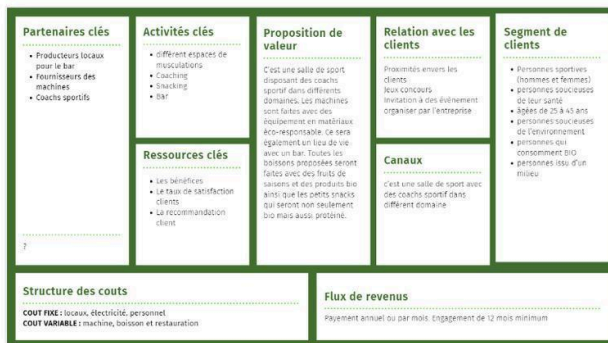 Partenaires clés
• Producteurs locaux
pour le bar
• Fournisseurs des
machines
• Coachs sportifs
?
Activités clés
• différent espaces de
musculations
• Coaching
• Snacking
• Bar
Ressources clés
• Les bénéfices
• Le taux de satisfaction
clients
• La recommandation
client
Proposition de
valeur
C'est une salle de sport
disposant des coachs
sportif dans différents
domaines. Les machines
sont faites avec des
équipement en matériaux
éco-responsable. Ce sera
également un lieu de vie
avec un bar. Toutes les
boissons proposées seront
faites avec des fruits de
saisons et des produits bio
ainsi que les petits snacks
qui seront non seulement
bio mais aussi protéiné.
Relation avec les
clients
Proximités envers les
clients
Jeux concours
Invitation à des évènement
organiser par l'entreprise
Canaux
c'est une salle de sport avec
des coachs sportif dans
différent domaine
Segment de
clients
• Personnes sportives
(hommes et femmes)
• personnes soucieuses
de leur santé
• âgées de 25 à 45 ans
• personnes soucieuses
de l'environnement
• personnes qui
consomment BIO
• personnes issu d'un
milieu
Structure des couts
COUT FIXE : locaux, électricité, personnel
COUT VARIABLE : machine, boisson et restauration
Flux de revenus
Payement annuel ou par mois. Engagement de 12 mois minimum